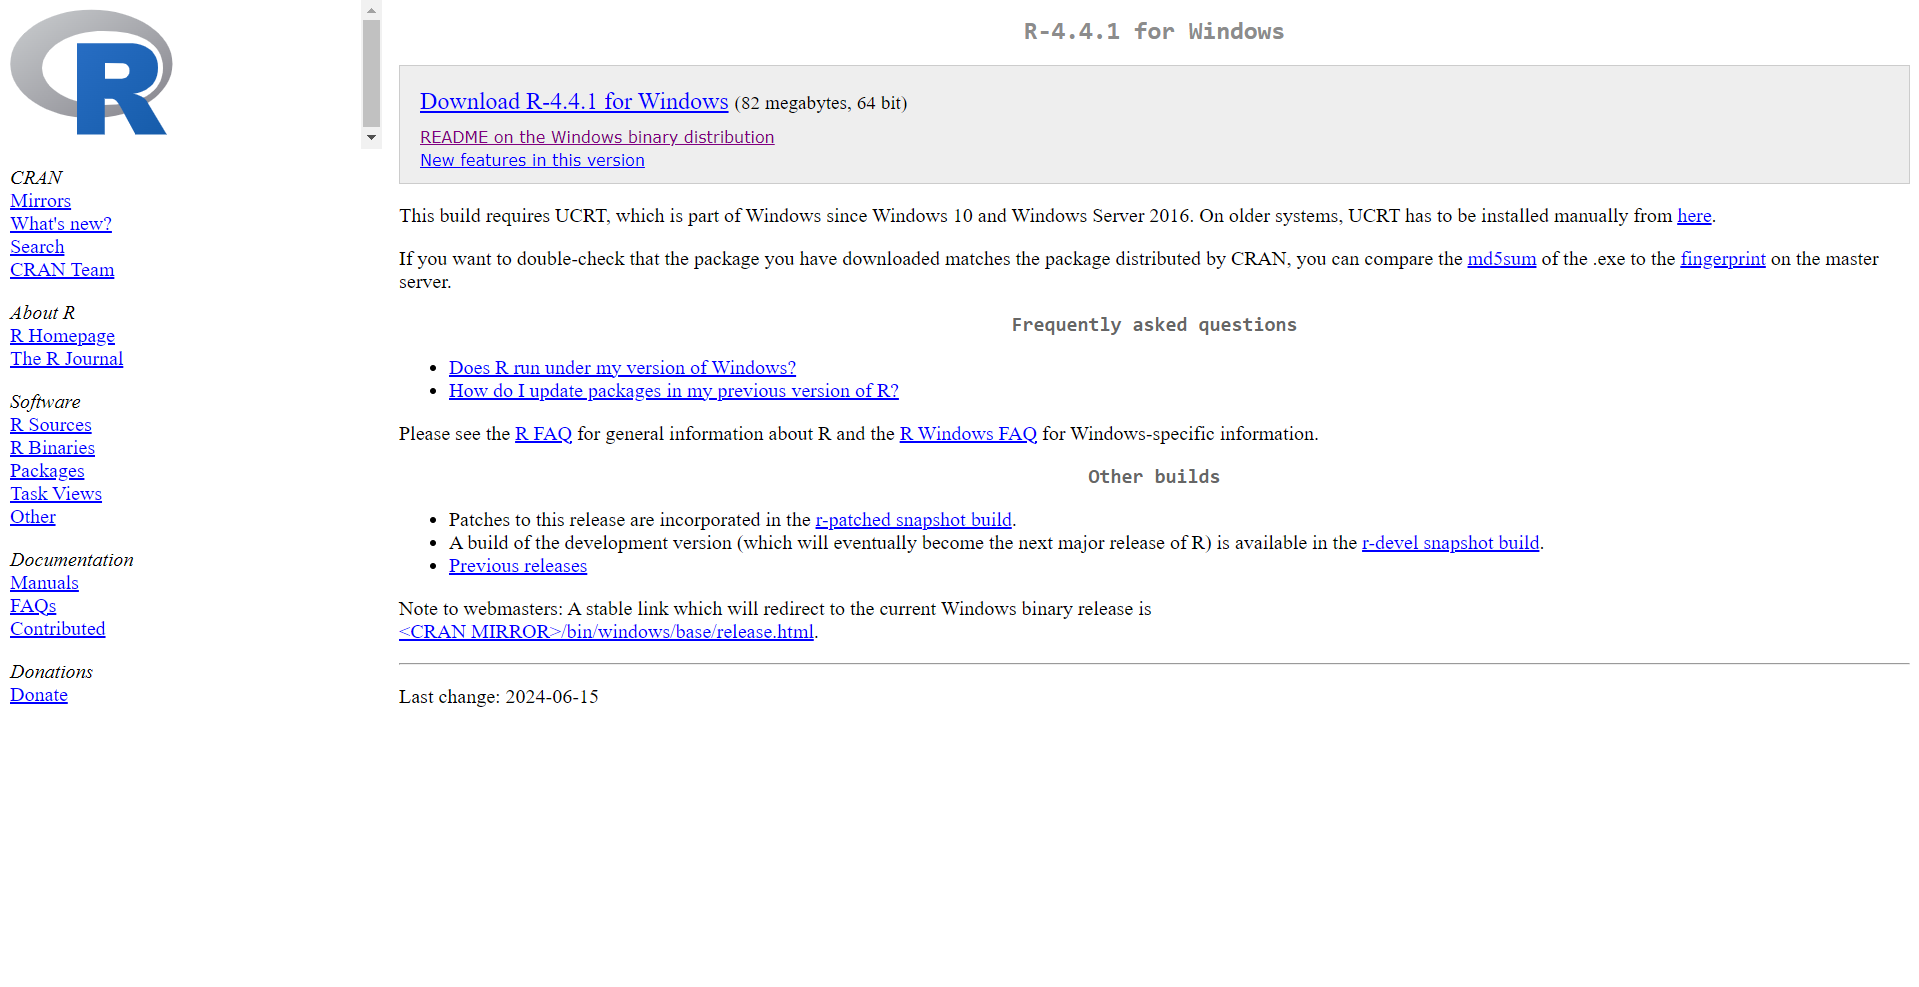 R
CRAN
Mirrors
What's new?
Search
CRAN Team
About R
R Homepage
The R Journal
Software
R Sources
R Binaries
Packages
Task Views
Other
Documentation
Manuals
FAQs
Contributed
Donations
Donate
R-4.4.1 for Windows
Download R-4.4.1 for Windows (82 megabytes, 64 bit)
README on the Windows binary distribution
New features in this version
This build requires UCRT, which is part of Windows since Windows 10 and Windows Server 2016. On older systems, UCRT has to be installed manually from here.
If you want to double-check that the package you have downloaded matches the package distributed by CRAN, you can compare the md5sum of the .exe to the fingerprint on the master
server.
Frequently asked questions
Does R run under my version of Windows?
How do I update packages in my previous version of R?
Please see the R FAQ for general information about R and the R Windows FAQ for Windows-specific information.
Other builds
Patches to this release are incorporated in the r-patched snapshot build.
A build of the development version (which will eventually become the next major release of R) is available in the r-devel snapshot build.
Previous releases
Note to webmasters: A stable link which will redirect to the current Windows binary release is
<CRAN MIRROR>/bin/windows/base/release.html.
Last change: 2024-06-15